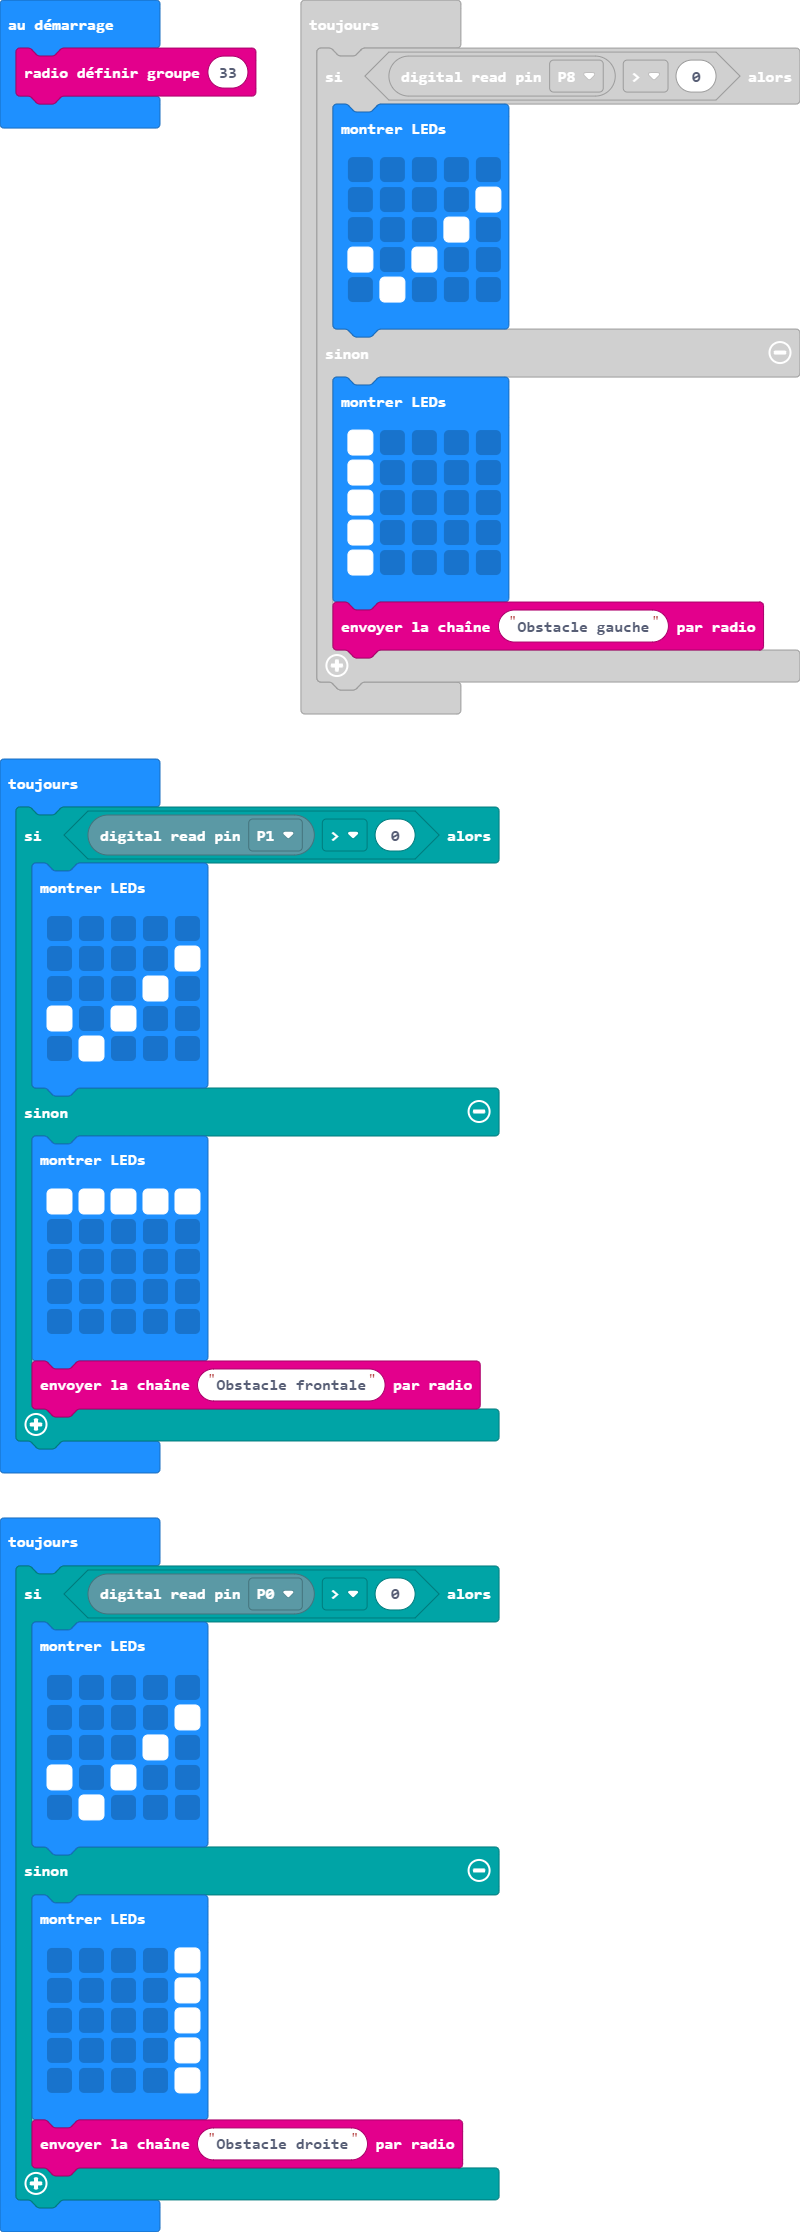 au démarrage
radio définir groupe 33
toujours
si digital read pin P8 > 0 alors
montrer LEDs
sinon
montrer LEDs
envoyer la chaîne "Obstacle gauche" par radio
toujours
si digital read pin P1 > 0 alors
montrer LEDs
sinon
montrer LEDs
envoyer la chaîne "Obstacle frontale" par radio
toujours
si digital read pin P0 > 0 alors
montrer LEDs
sinon
montrer LEDs
envoyer la chaîne "Obstacle droite" par radio